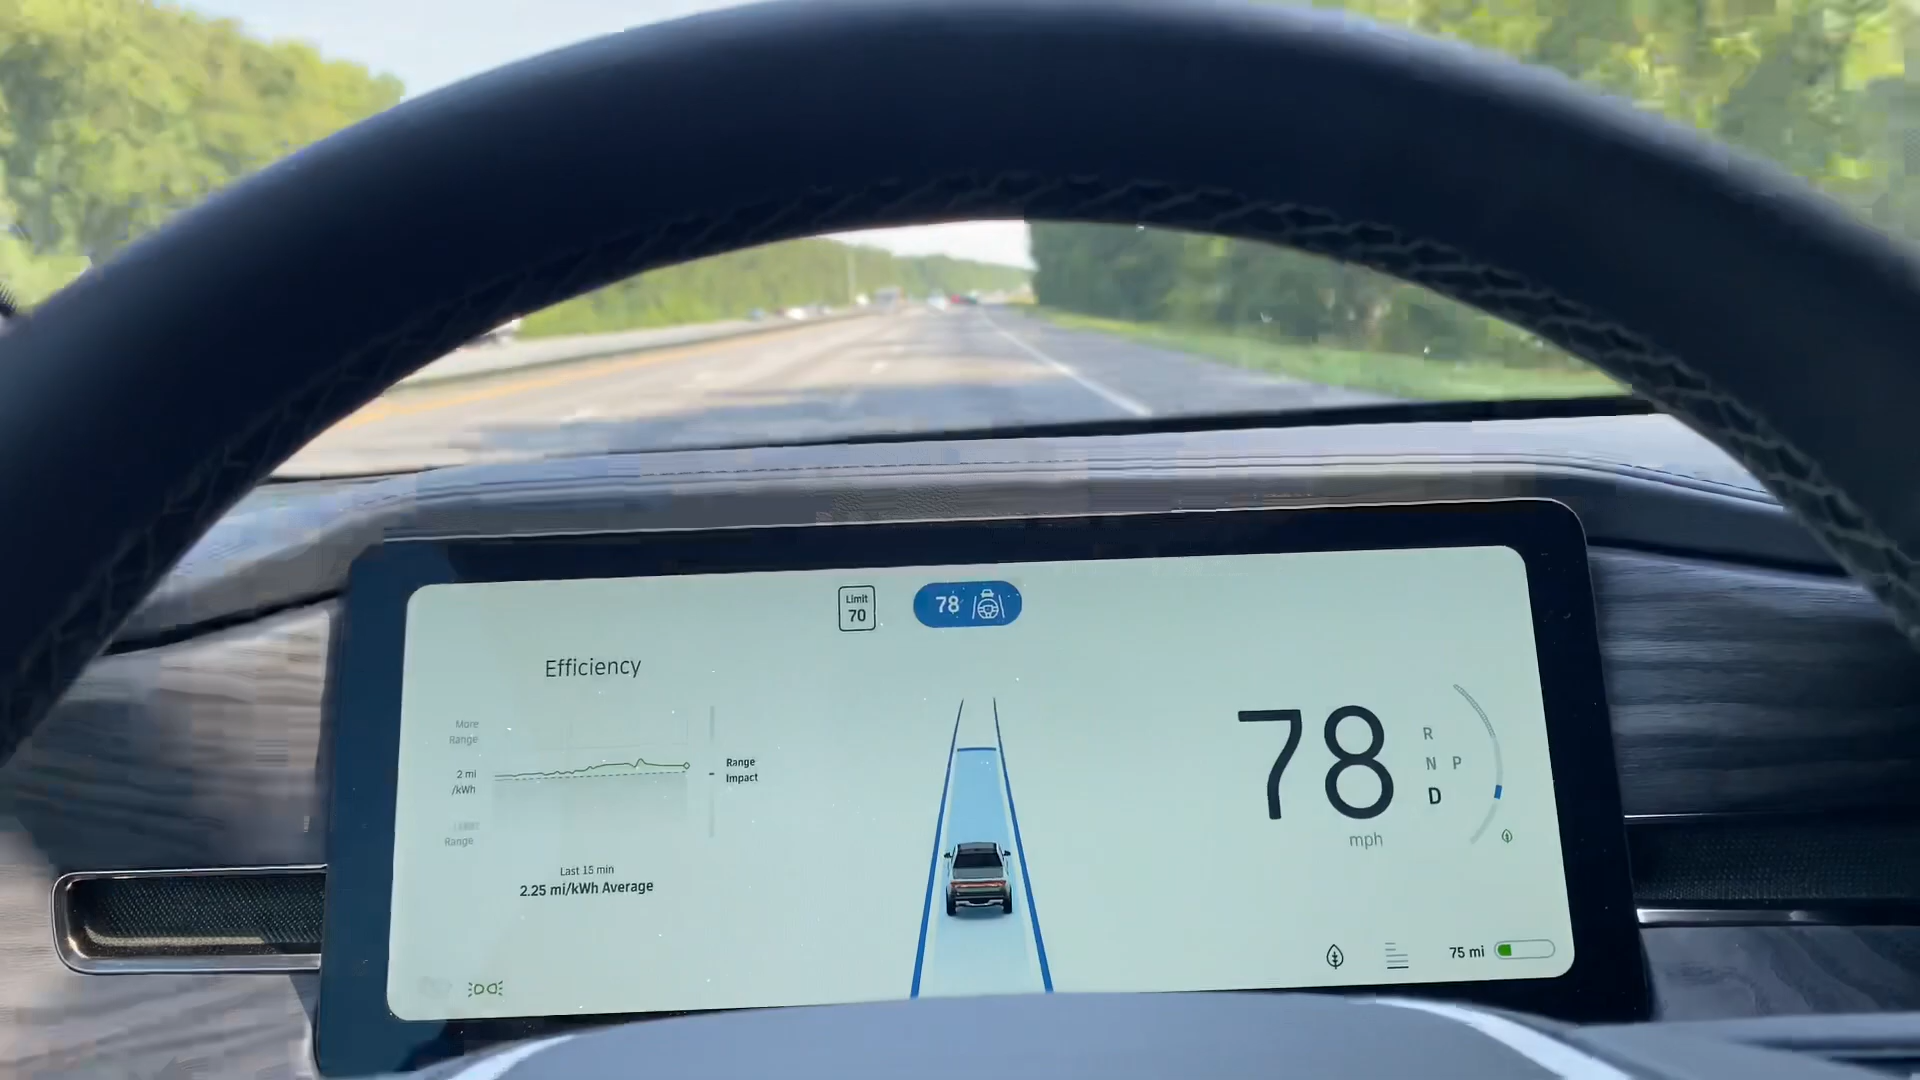 Limit
70
78
Efficiency
More
Range
2 mi
/kWh
Range
Range
Impact
Last 15 min
2.25 mi/kWh Average
78
mph
R
N P
D
75 mi